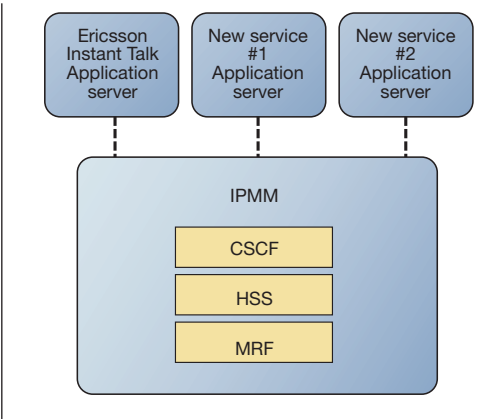 Ericsson
Instant Talk
Application
server
New service
#1
Application
server
New service
#2
Application
server
IPMM
CSCF
HSS
MRF